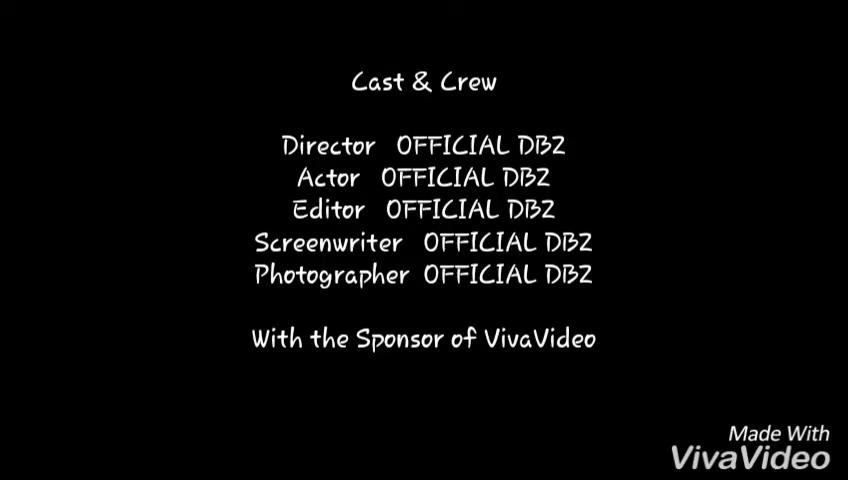 Cast & Crew
Director OFFICIAL DBZ
Actor OFFICIAL DBZ
Editor OFFICIAL DBZ
Screenwriter OFFICIAL DBZ
Photographer OFFICIAL DBZ
With the Sponsor of VivaVideo
Made With
VivaVideo